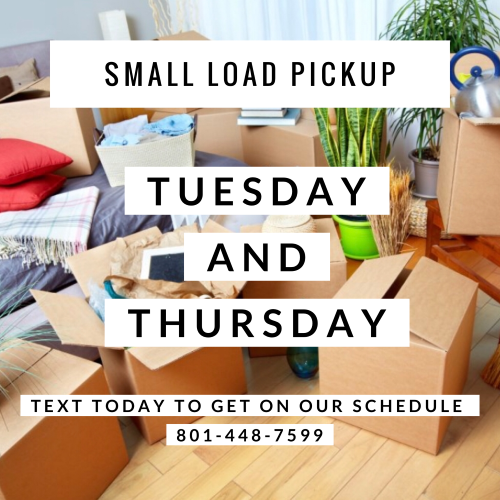 SMALL LOAD PICKUP
TUESDAY
AND
THURSDAY
TEXT TODAY TO GET ON OUR SCHEDULE
801-448-7599